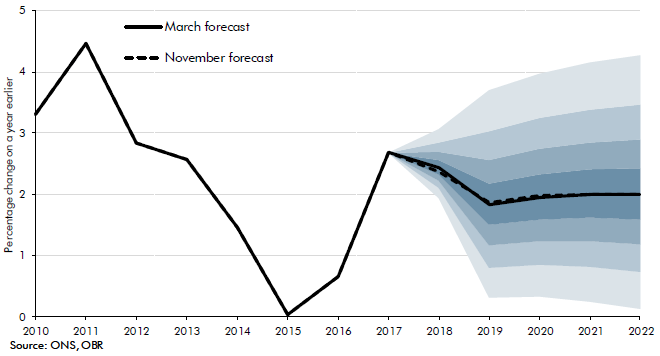 5
4
3
2
1
0
Percentage change on a year earlier
March forecast
November forecast
2010 2011 2012 2013 2014 2015 2016 2017 2018 2019 2020 2021 2022
Source: ONS, OBR